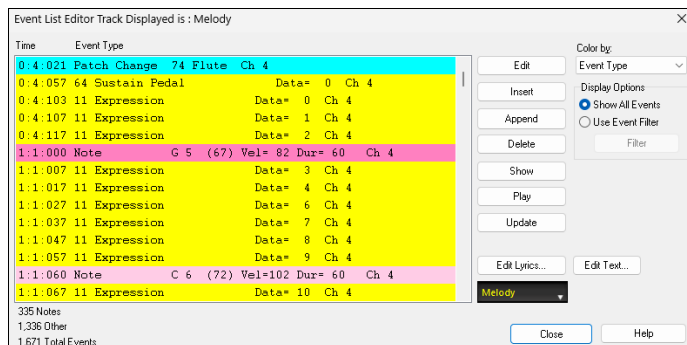 Event List Editor Track Displayed is : Melody
Time Event Type
0:4:021 Patch Change 74 Flute Ch 4
0:4:057 64 Sustain Pedal Data= 0 Ch 4
0:4:103 11 Expression Data= 0 Ch 4
0:4:107 11 Expression Data= 1 Ch 4
0:4:117 11 Expression Data= 2 Ch 4
1:1:000 Note G 5 (67) Vel= 82 Dur= 60 Ch 4
1:1:007 11 Expression Data= 3 Ch 4
1:1:017 11 Expression Data= 4 Ch 4
1:1:027 11 Expression Data= 6 Ch 4
1:1:037 11 Expression Data= 7 Ch 4
1:1:047 11 Expression Data= 8 Ch 4
1:1:057 11 Expression Data= 9 Ch 4
1:1:060 Note C 6 (72) Vel=102 Dur= 60 Ch 4
1:1:067 11 Expression Data= 10 Ch 4
335 Notes
1,336 Other
1,671 Total Events
Edit
Insert
Append
Delete
Show
Play
Update
Edit Lyrics...
Edit Text...
Melody
Color by:
Event Type
Display Options
Show All Events
Use Event Filter
Filter
Close
Help